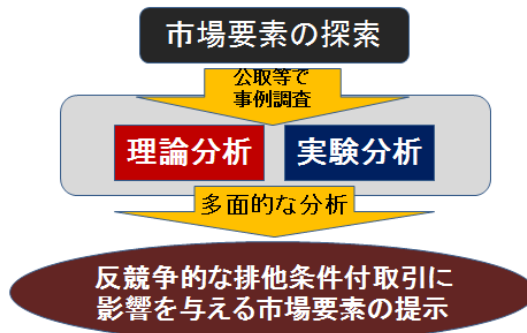 市場要素の探索
公取等で
事例調査
理論分析
実験分析
多面的な分析
反競争的な排他条件付取引に
影響を与える市場要素の提示